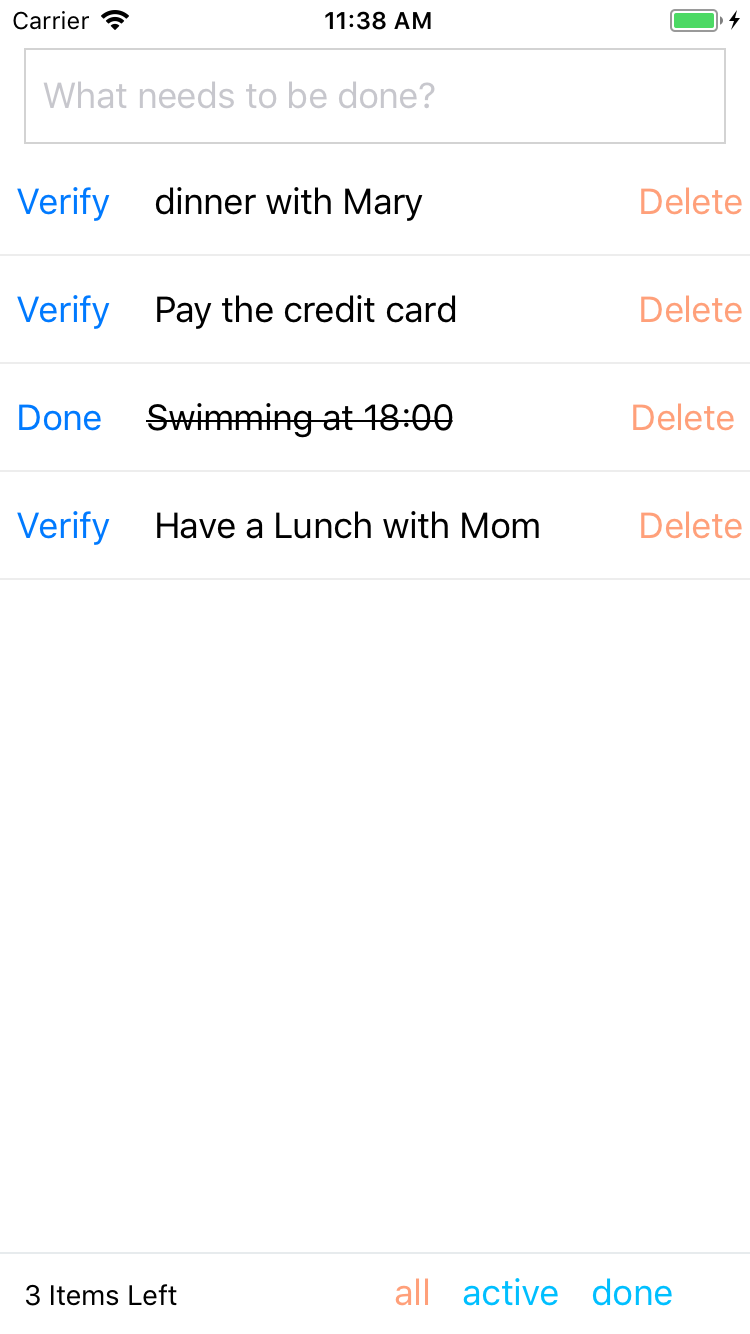 Carrier 11:38 AM
What needs to be done?
Verify dinner with Mary Delete
Verify Pay the credit card Delete
Done Swimming at 18:00 Delete
Verify Have a Lunch with Mom Delete
3 Items Left all active done